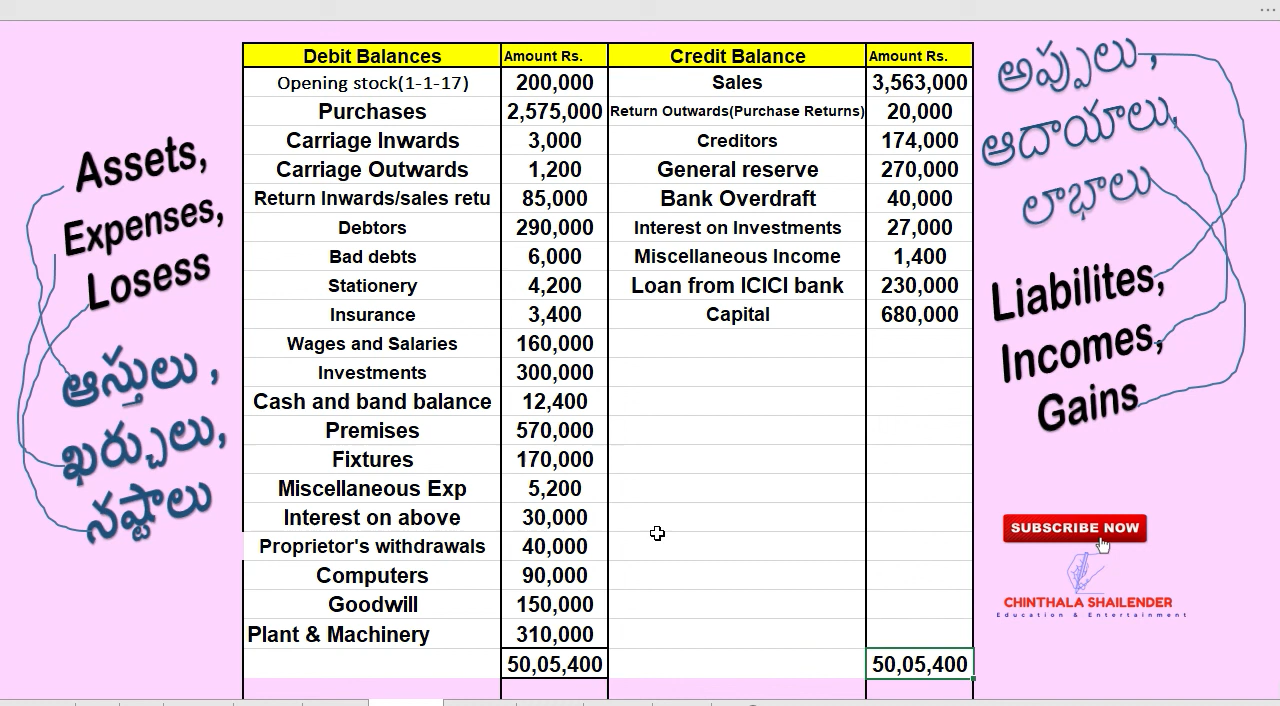 Debit Balances Amount Rs. Credit Balance Amount Rs.
Opening stock(1-1-17) 200,000 Sales 3,563,000
Purchases 2,575,000 Return Outwards(Purchase Returns) 20,000
Carriage Inwards 3,000 Creditors 174,000
Carriage Outwards 1,200 General reserve 270,000
Return Inwards/sales retu 85,000 Bank Overdraft 40,000
Debtors 290,000 Interest on Investments 27,000
Bad debts 6,000 Miscellaneous Income 1,400
Stationery 4,200 Loan from ICICI bank 230,000
Insurance 3,400 Capital 680,000
Wages and Salaries 160,000
Investments 300,000
Cash and band balance 12,400
Premises 570,000
Fixtures 170,000
Miscellaneous Exp 5,200
Interest on above 30,000
Proprietor's withdrawals 40,000
Computers 90,000
Goodwill 150,000
Plant & Machinery 310,000
50,05,400 50,05,400
Assets,
Expenses,
Losess
ఆస్తులు ,
ఖర్చులు,
నష్టాలు
అప్పులు ,
ఆదాయాలు,
లాభాలు
Liabilites,
Incomes,
Gains
SUBSCRIBE NOW
CHINTHALA SHAILENDER
Education & Entertainment